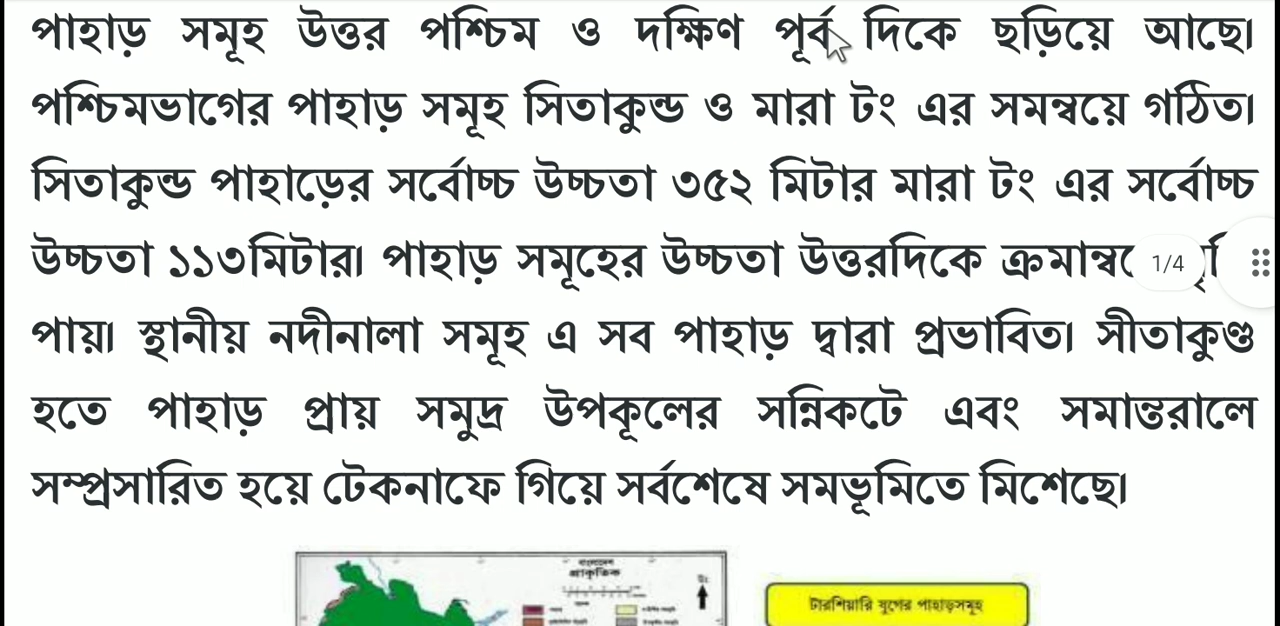 পাহাড় সমূহ উত্তর পশ্চিম ও দক্ষিণ পূর্ব দিকে ছড়িয়ে আছে।
পশ্চিমভাগের পাহাড় সমূহ সিতাকুন্ড ও মারা টং এর সমন্বয়ে গঠিত।
সিতাকুন্ড পাহাড়ের সর্বোচ্চ উচ্চতা ৩৫২ মিটার মারা টং এর সর্বোচ্চ
উচ্চতা ১১৩মিটার। পাহাড় সমূহের উচ্চতা উত্তরদিকে
1/4
পায়। স্থানীয় নদীনালা সমূহ এ সব পাহাড় দ্বারা প্রভাবিত। সীতাকুণ্ড
হতে পাহাড় প্রায় সমুদ্র উপকূলের সন্নিকটে এবং সমান্তরালে
সম্প্রসারিত হয়ে টেকনাফে গিয়ে সর্বশেষে সমভূমিতে মিশেছে।
বাংলাদেশ
প্রাকৃতিক
টারশিয়ারি যুগের পাহাড়সমূহ